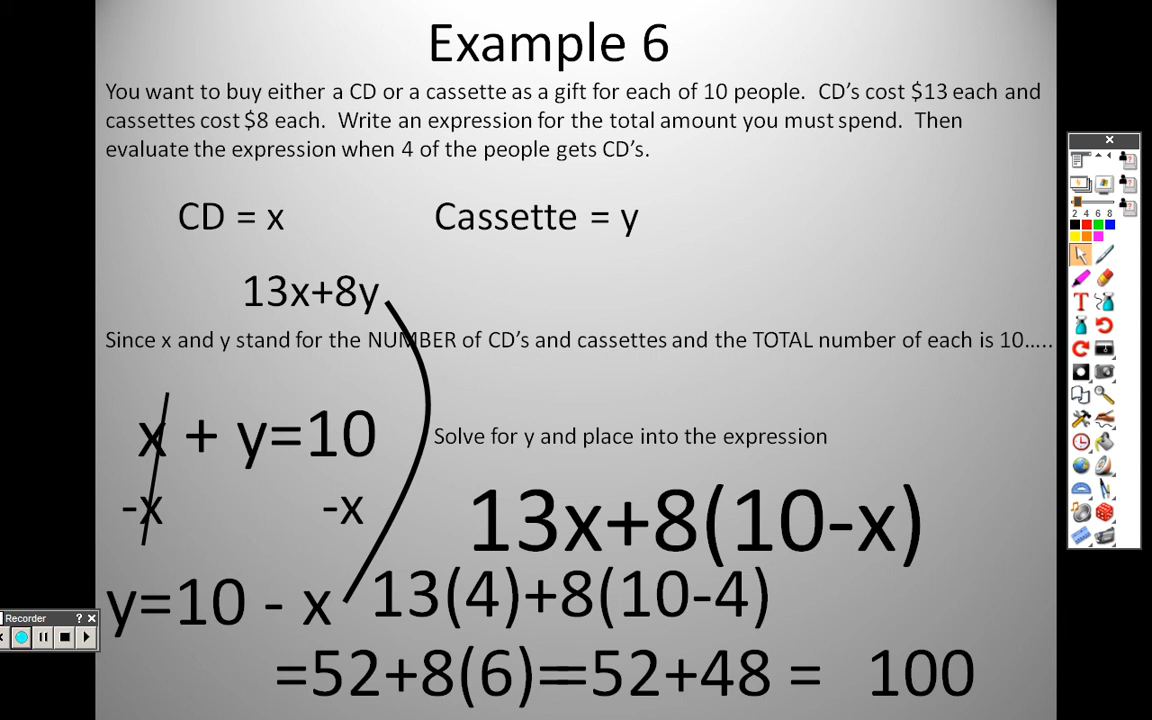 Example 6
You want to buy either a CD or a cassette as a gift for each of 10 people. CD's cost $13 each and
cassettes cost $8 each. Write an expression for the total amount you must spend. Then
evaluate the expression when 4 of the people gets CD's.
CD = x Cassette = y
13x+8y
Since x and y stand for the NUMBER of CD's and cassettes and the TOTAL number of each is 10.....
x + y=10
Solve for y and place into the expression
-x -x
13x+8(10-x)
y=10 - x
13(4)+8(10-4)
=52+8(6)==52+48 = 100
2 4 6 8
Recorder ? ×